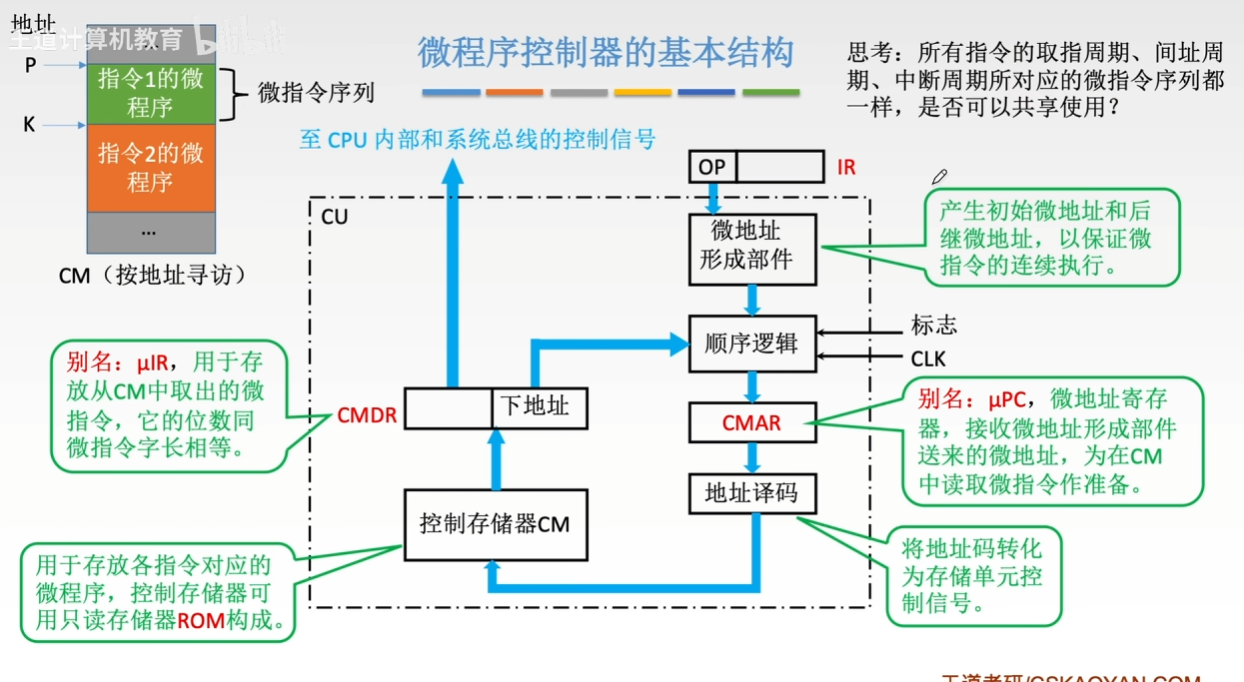 地址
王道计算机教育
P
指令1的微
程序
微指令序列
K
指令2的微
程序
...
CM（按地址寻访）
微程序控制器的基本结构
思考：所有指令的取指周期、间址周
期、中断周期所对应的微指令序列都
一样，是否可以共享使用？
至 CPU 内部和系统总线的控制信号
OP
IR
CU
微地址
形成部件
产生初始微地址和后
继微地址，以保证微
指令的连续执行。
顺序逻辑
标志
CLK
别名：μIR，用于存
放从CM中取出的微
指令，它的位数同
微指令字长相等。
CMDR
下地址
CMAR
别名：μPC，微地址寄存
器，接收微地址形成部件
送来的微地址，为在CM
中读取微指令作准备。
地址译码
控制存储器CM
将地址码转化
为存储单元控
制信号。
用于存放各指令对应的
微程序，控制存储器可
用只读存储器ROM构成。
王道考研/CSKAOYAN.COM